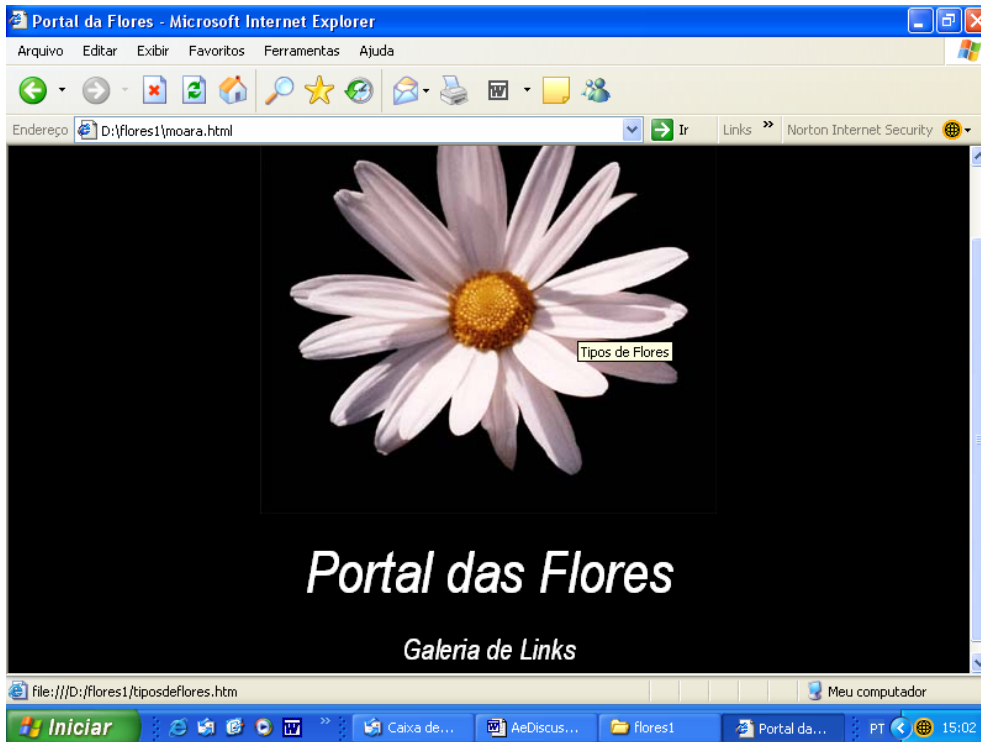 Portal da Flores - Microsoft Internet Explorer
Arquivo Editar Exibir Favoritos Ferramentas Ajuda
Endereço D:\flores1\moara.html Ir Links » Norton Internet Security
Tipos de Flores
Portal das Flores
Galeria de Links
file:///D:/flores1/tiposdeflores.htm Meu computador
Iniciar » Caixa de... AeDiscus... flores1 Portal da... PT 15:02